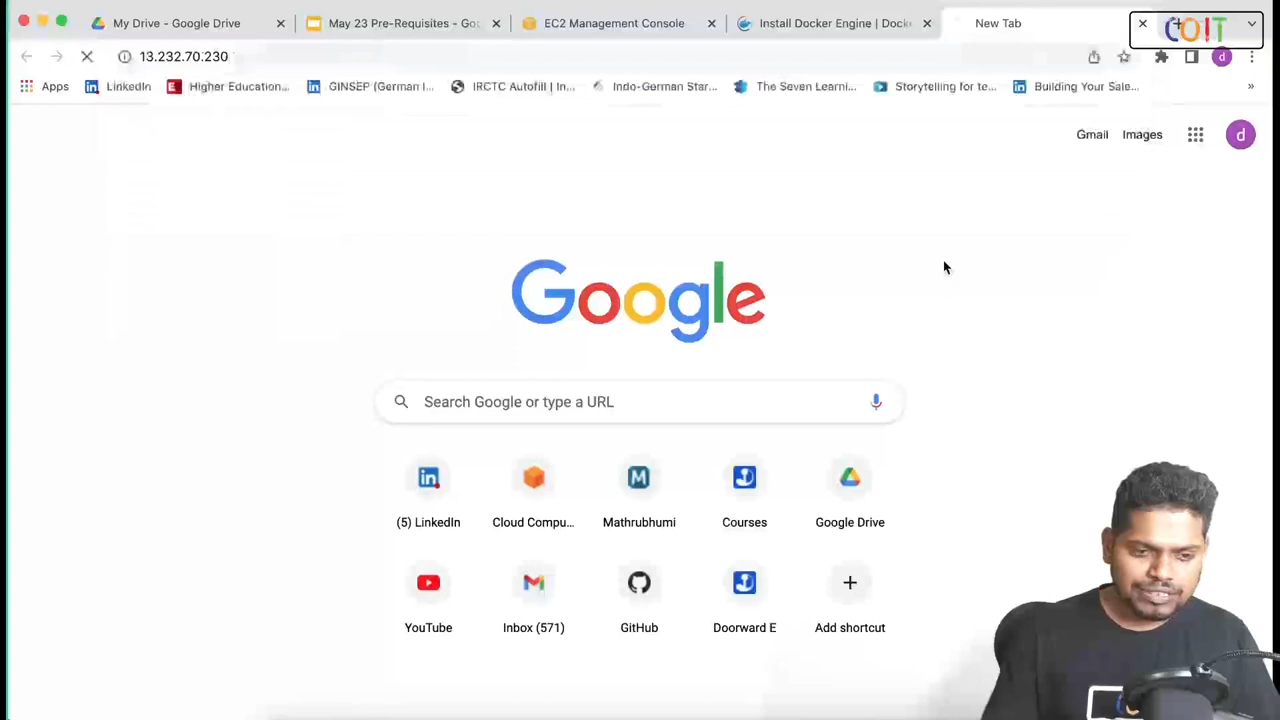 My Drive - Google Drive
May 23 Pre-Requisites - Goo
EC2 Management Console
Install Docker Engine | Docke
New Tab
COIT
13.232.70.230
d
Apps
LinkedIn
Higher Education...
GINSEP (German I...
IRCTC Autofill | In...
Indo-German Star...
The Seven Learni...
Storytelling for te...
Building Your Sale...
»
Gmail
Images
d
Google
Search Google or type a URL
(5) LinkedIn
Cloud Compu...
Mathrubhumi
Courses
Google Drive
YouTube
Inbox (571)
GitHub
Doorward E
Add shortcut